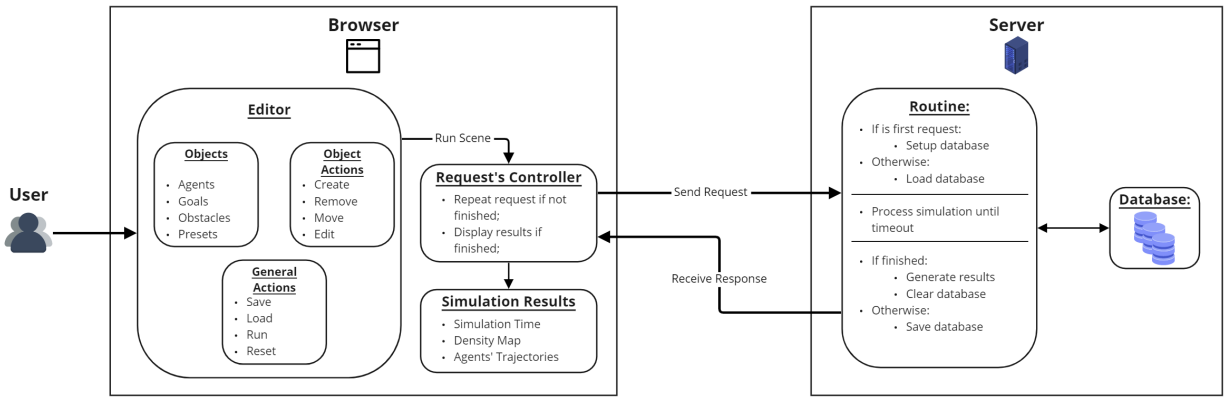 User
Browser
Editor
Objects
• Agents
• Goals
• Obstacles
• Presets
Object
Actions
• Create
• Remove
• Move
• Edit
General
Actions
• Save
• Load
• Run
• Reset
Run Scene
Request's Controller
• Repeat request if not
finished;
• Display results if
finished;
Simulation Results
• Simulation Time
• Density Map
• Agents' Trajectories
Send Request
Receive Response
Server
Routine:
• If is first request:
• Setup database
• Otherwise:
• Load database
• Process simulation until
timeout
• If finished:
• Generate results
• Clear database
• Otherwise:
• Save database
Database: